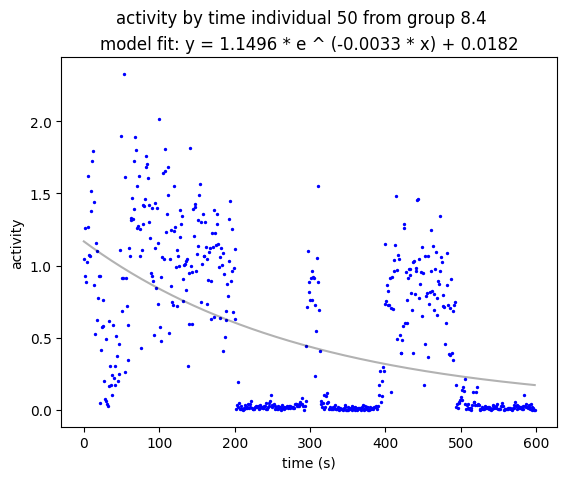 activity by time individual 50 from group 8.4
model fit: y = 1.1496 * e ^ (-0.0033 * x) + 0.0182
2.0
1.5
1.0
0.5
0.0
activity
0 100 200 300 400 500 600
time (s)